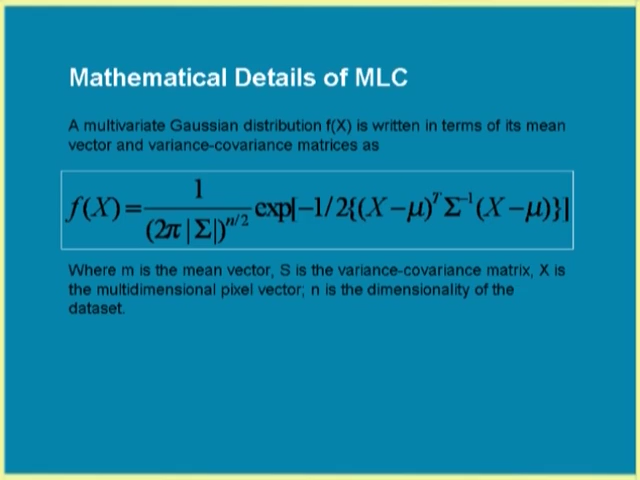 Mathematical Details of MLC
A multivariate Gaussian distribution f(X) is written in terms of its mean
vector and variance-covariance matrices as
f(X)= 1/(2π|Σ|)^{n/2} exp[−1/2{(X−μ)^T Σ^{-1}(X−μ)}]
Where m is the mean vector, S is the variance-covariance matrix, X is
the multidimensional pixel vector; n is the dimensionality of the
dataset.